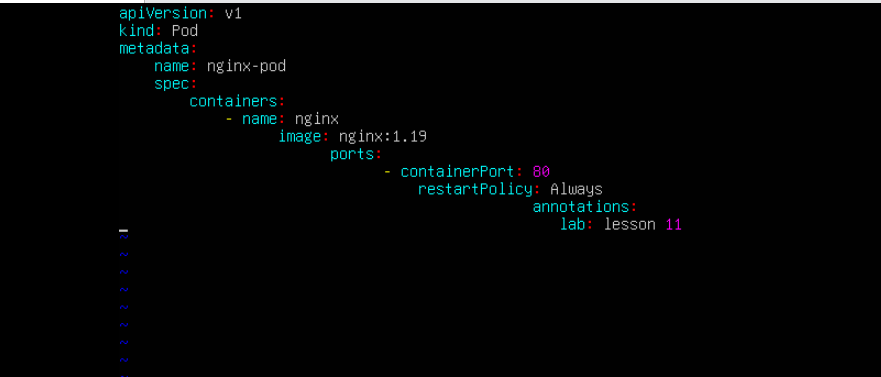 apiVersion: v1
kind: Pod
metadata:
    name: nginx-pod
    spec:
        containers:
            - name: nginx
                  image: nginx:1.19
                        ports:
                              - containerPort: 80
                                  restartPolicy: Always
                                               annotations:
                                                  lab: lesson 11
~
~
~
~
~
~
~
~
~